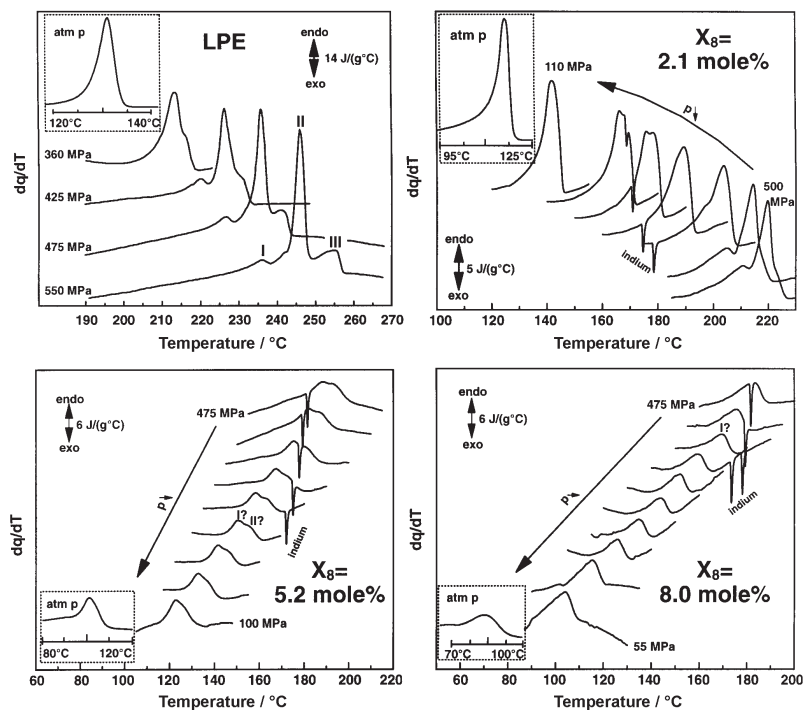 atm p
120°C 140°C
LPE
endo
14 J/(g°C)
exo
360 MPa
425 MPa
475 MPa
550 MPa
I
II
III
dq/dT
190 200 210 220 230 240 250 260 270
Temperature / °C
atm p
95°C 125°C
X8=
2.1 mole%
110 MPa
p
500
MPa
endo
5 J/(g°C)
exo
indium
dq/dT
100 120 140 160 180 200 220
Temperature / °C
endo
6 J/(g°C)
exo
475 MPa
p
I?
II?
indium
X8=
5.2 mole%
100 MPa
atm p
80°C 120°C
dq/dT
60 80 100 120 140 160 180 200 220
Temperature / °C
endo
6 J/(g°C)
exo
475 MPa
I?
p
indium
X8=
8.0 mole%
55 MPa
atm p
70°C 100°C
dq/dT
60 80 100 120 140 160 180 200
Temperature / °C